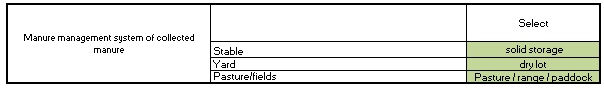 Select
Manure management system of collected
manure
Stable solid storage
Yard dry lot
Pasture/fields Pasture / range / paddock